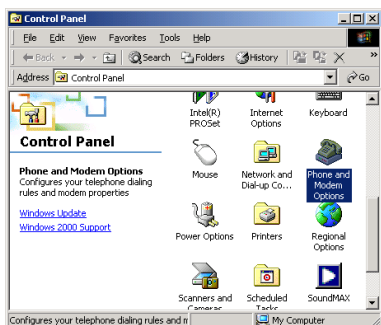 Control Panel
File Edit View Favorites Tools Help
Back Search Folders History »
Address Control Panel Go
Control Panel
Phone and Modem Options
Configures your telephone dialing
rules and modem properties
Windows Update
Windows 2000 Support
Intel(R)
PROSet
Internet
Options
Keyboard
Mouse
Network and
Dial-up Co...
Phone and
Modem
Options
Power Options
Printers
Regional
Options
Scanners and
Cameras
Scheduled
Tasks
SoundMAX
Configures your telephone dialing rules and m
My Computer